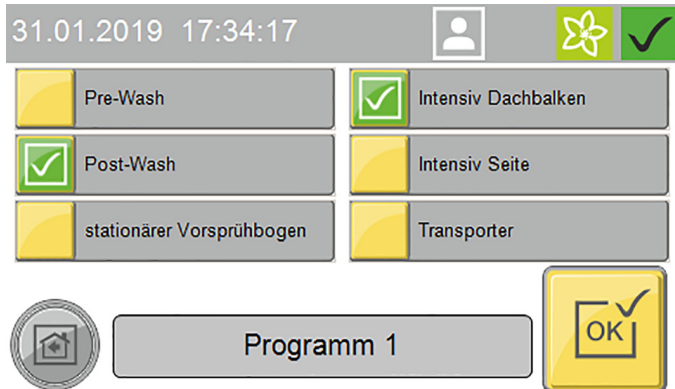 31.01.2019 17:34:17
Pre-Wash
Intensiv Dachbalken
Post-Wash
Intensiv Seite
stationärer Vorsprühbogen
Transporter
Programm 1
OK